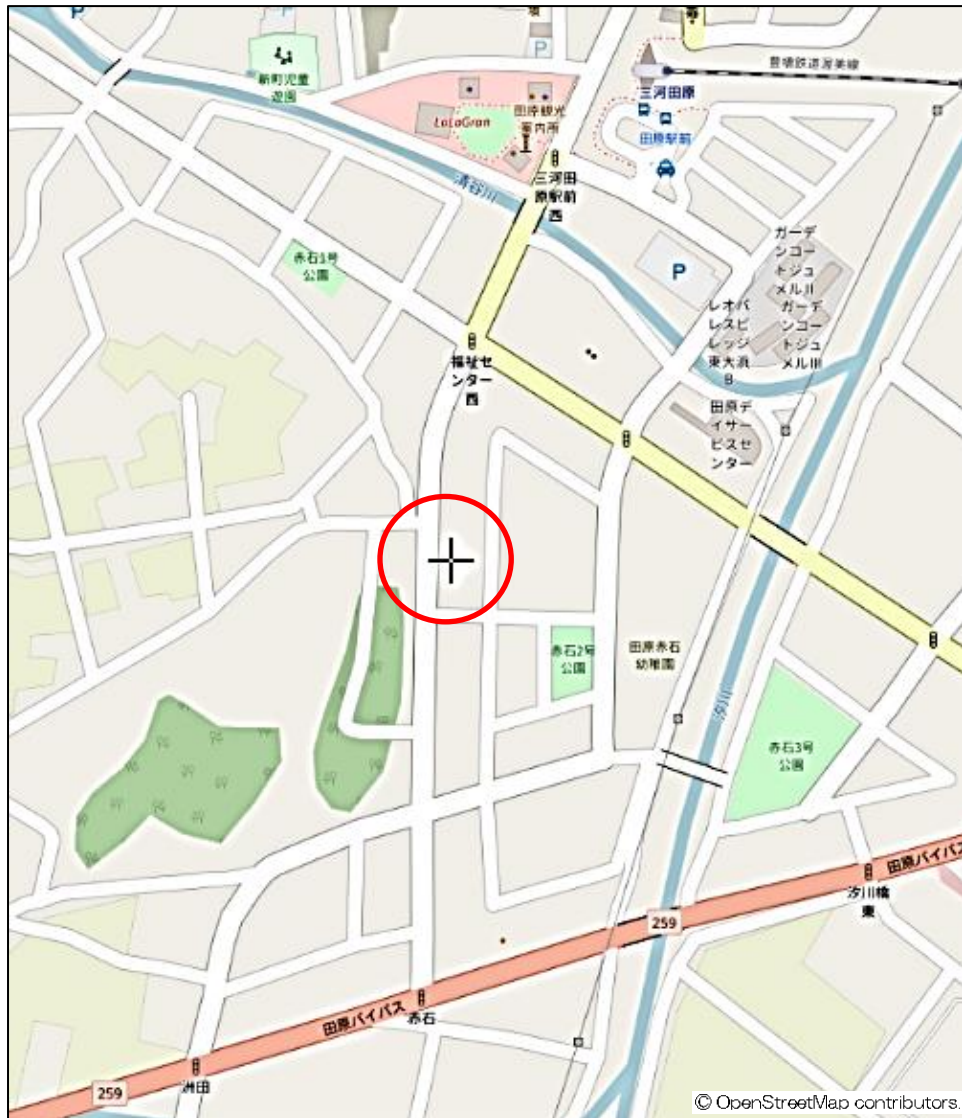 P
P
新町児童
遊園
LaLaGran
田原観光
案内所
豊橋鉄道渥美線
三河田原
田原駅前
三河田
原駅前
西
清谷川
赤石1号
公園
P
ガーデ
ンコー
トジュ
メルII
レオパ
レスビ
レッジ
東大浜
B
ガーデ
ンコー
トジュ
メルIII
福祉セ
ンター
西
田原デ
イサー
ビスセ
ンター
赤石2号
公園
田原赤石
幼稚園
汐川
赤石3号
公園
田原バイパス
汐川橋
東
259
田原バイパス
赤石
洲田
259
© OpenStreetMap contributors